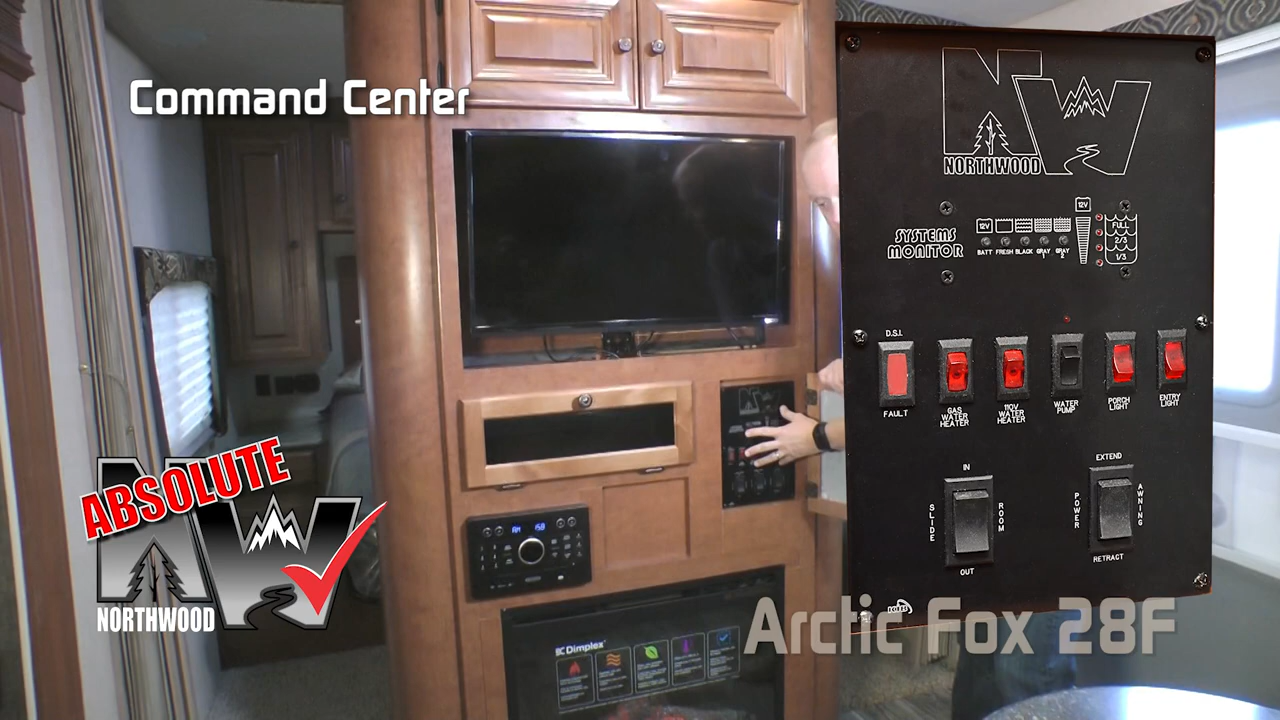 Command Center
NORTHWOOD
SYSTEMS
MONITOR
12V
12V
BATT FRESH BLACK GRAY GRAY
FULL
2/3
1/3
D.S.I.
FAULT
GAS
WATER
HEATER
110V
WATER
HEATER
WATER
PUMP
PORCH
LIGHT
ENTRY
LIGHT
IN
SLIDE
ROOM
OUT
EXTEND
POWER
AWNING
RETRACT
ABSOLUTE
NW
NORTHWOOD
Dimplex
Arctic Fox 28F